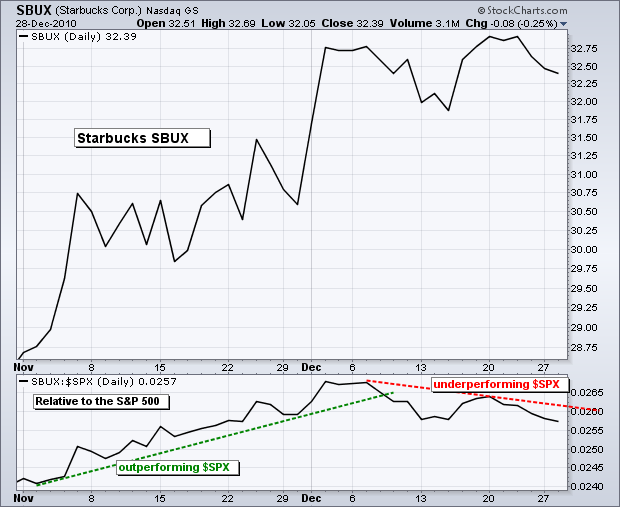 SBUX (Starbucks Corp.) Nasdaq GS © StockCharts.com
28-Dec-2010 Open 32.51 High 32.69 Low 32.05 Close 32.39 Volume 3.1M Chg -0.08 (-0.25%)
SBUX (Daily) 32.39
32.75
32.50
32.25
32.00
31.75
Starbucks SBUX
31.50
31.25
31.00
30.75
30.50
30.25
30.00
29.75
29.50
29.25
29.00
28.75
Nov 8 15 22 29 Dec 6 13 20 27
SBUX:$SPX (Daily) 0.0257
underperforming $SPX
0.0265
Relative to the S&P 500
0.0260
0.0255
0.0250
outperforming $SPX
0.0245
0.0240
Nov 8 15 22 29 Dec 6 13 20 27